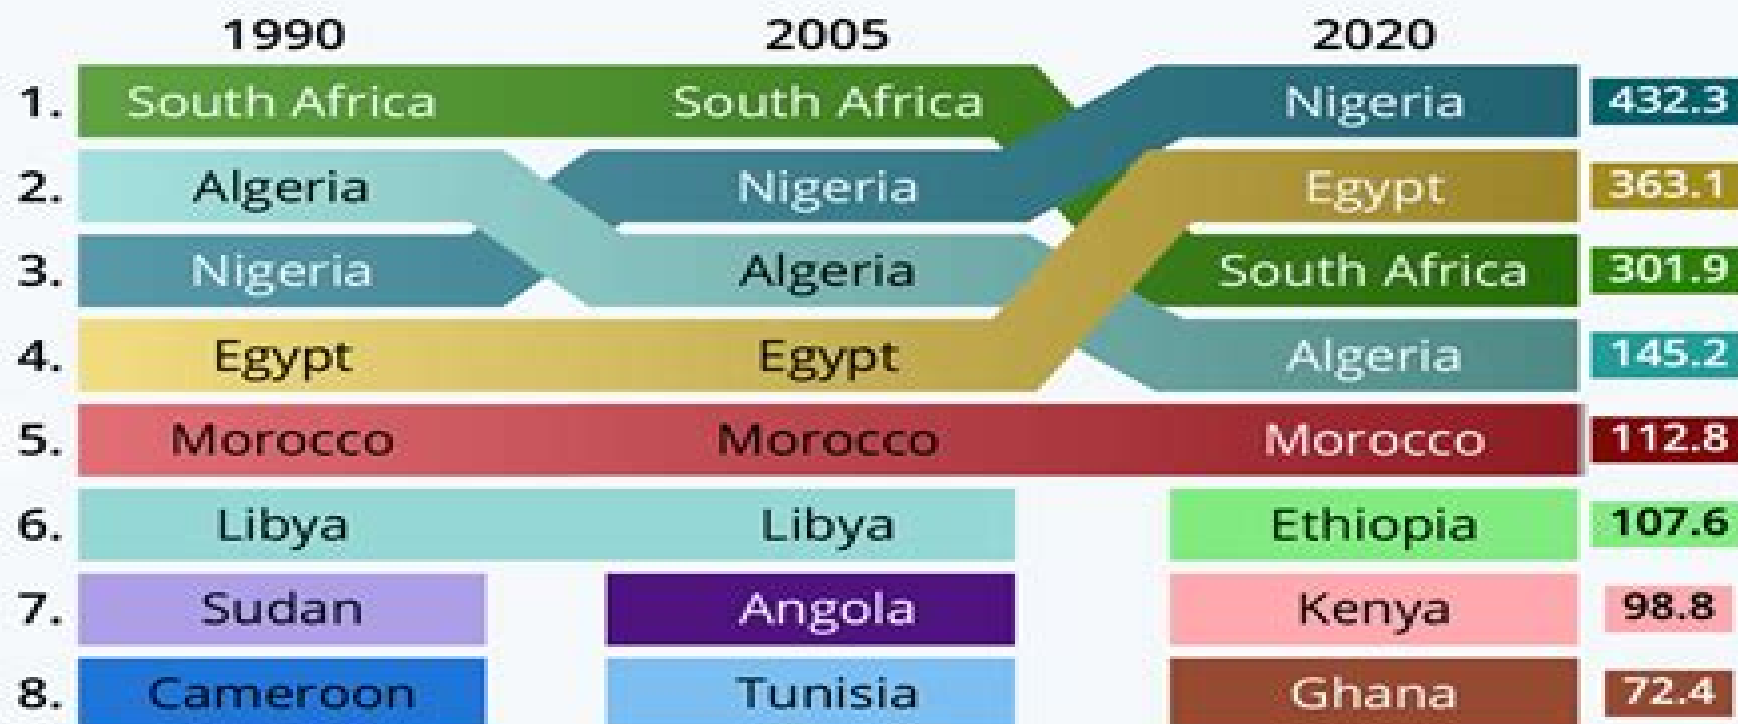 1990 2005 2020
1. South Africa South Africa Nigeria 432.3
2. Algeria Nigeria Egypt 363.1
3. Nigeria Algeria South Africa 301.9
4. Egypt Egypt Algeria 145.2
5. Morocco Morocco Morocco 112.8
6. Libya Libya Ethiopia 107.6
7. Sudan Angola Kenya 98.8
8. Cameroon Tunisia Ghana 72.4